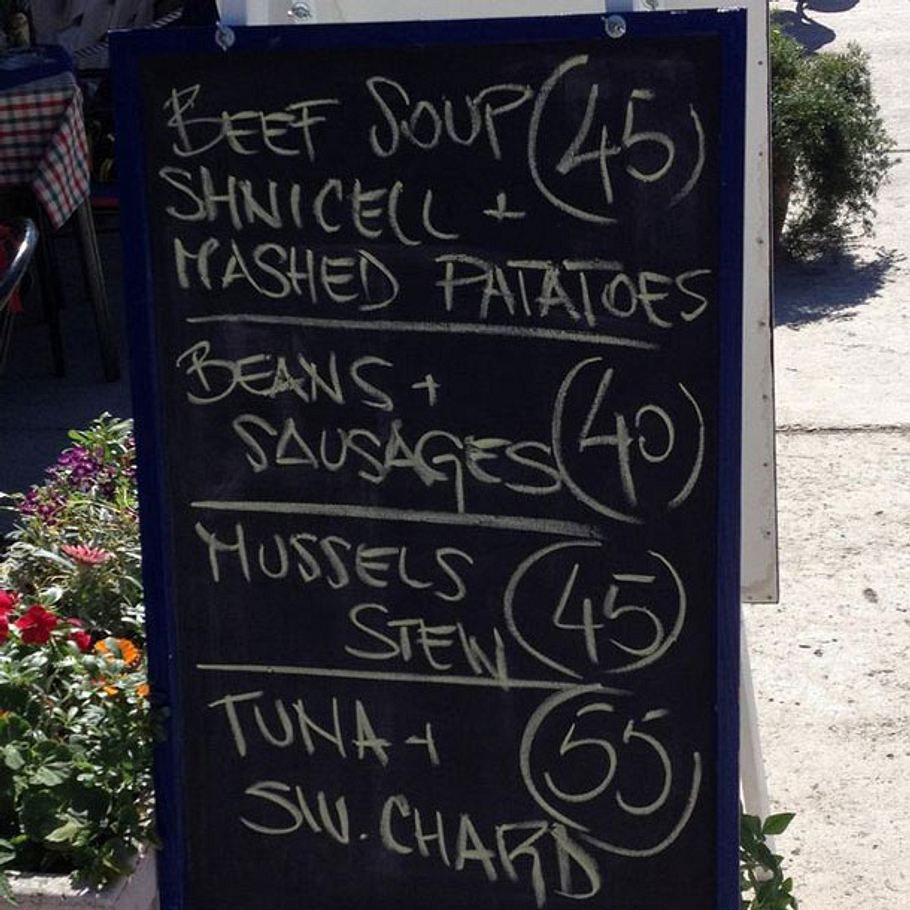 BEEF SOUP (45)
SHNICELL +
MASHED PATATOES
BEANS +
SAUSAGES (40)
MUSSELS
STEW (45)
TUNA + (55)
SW. CHARD